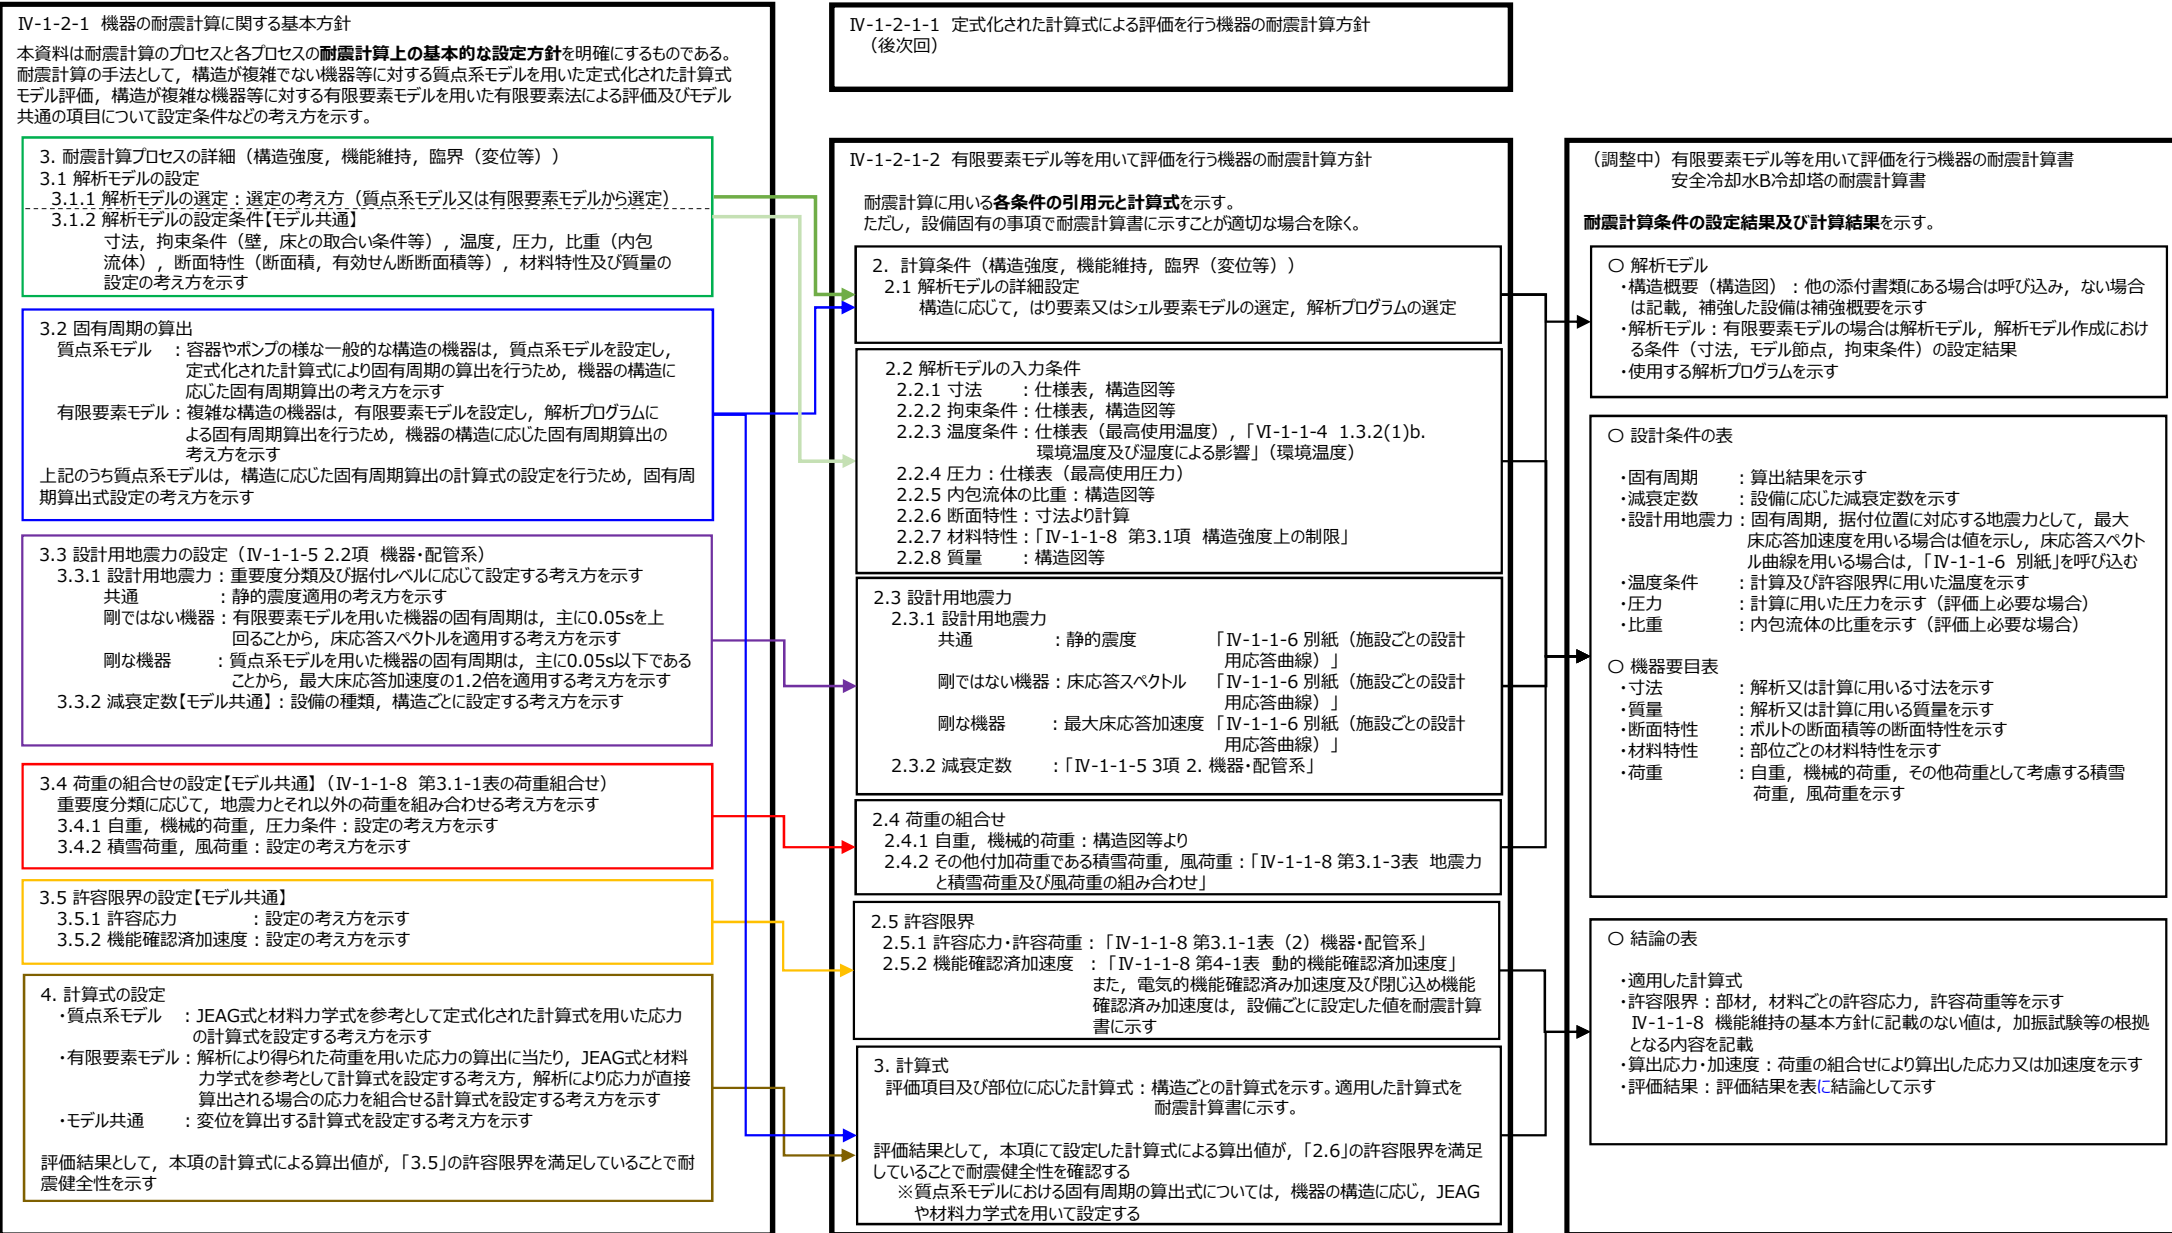 Ⅳ-1-2-1 機器の耐震計算に関する基本方針
本資料は耐震計算のプロセスと各プロセスの耐震計算上の基本的な設定方針を明確にするものである。
耐震計算の手法として，構造が複雑でない機器等に対する質点系モデルを用いた定式化された計算式
モデル評価，構造が複雑な機器等に対する有限要素モデルを用いた有限要素法による評価及びモデル
共通の項目について設定条件などの考え方を示す。
3. 耐震計算プロセスの詳細（構造強度，機能維持，臨界（変位等））
3.1 解析モデルの設定
3.1.1 解析モデルの選定：選定の考え方（質点系モデル又は有限要素モデルから選定）
3.1.2 解析モデルの設定条件【モデル共通】
寸法，拘束条件（壁，床との取合い条件等），温度，圧力，比重（内包
流体），断面特性（断面積，有効せん断断面積等），材料特性及び質量の
設定の考え方を示す
3.2 固有周期の算出
質点系モデル ：容器やポンプの様な一般的な構造の機器は，質点系モデルを設定し，
定式化された計算式により固有周期の算出を行うため，機器の構造に
応じた固有周期算出の考え方を示す
有限要素モデル：複雑な構造の機器は，有限要素モデルを設定し，解析プログラムに
よる固有周期算出を行うため，機器の構造に応じた固有周期算出の
考え方を示す
上記のうち質点系モデルは，構造に応じた固有周期算出の計算式の設定を行うため，固有周
期算出式設定の考え方を示す
3.3 設計用地震力の設定（Ⅳ-1-1-5 2.2項 機器・配管系）
3.3.1 設計用地震力：重要度分類及び据付レベルに応じて設定する考え方を示す
共通 ：静的震度適用の考え方を示す
剛ではない機器：有限要素モデルを用いた機器の固有周期は，主に0.05sを上
回ることから，床応答スペクトルを適用する考え方を示す
剛な機器 ：質点系モデルを用いた機器の固有周期は，主に0.05s以下である
ことから，最大床応答加速度の1.2倍を適用する考え方を示す
3.3.2 減衰定数【モデル共通】：設備の種類，構造ごとに設定する考え方を示す
3.4 荷重の組合せの設定【モデル共通】（Ⅳ-1-1-8 第3.1-1表の荷重組合せ）
重要度分類に応じて，地震力とそれ以外の荷重を組み合わせる考え方を示す
3.4.1 自重，機械的荷重，圧力条件：設定の考え方を示す
3.4.2 積雪荷重，風荷重：設定の考え方を示す
3.5 許容限界の設定【モデル共通】
3.5.1 許容応力 ：設定の考え方を示す
3.5.2 機能確認済加速度：設定の考え方を示す
4. 計算式の設定
・質点系モデル ：JEAG式と材料力学式を参考として定式化された計算式を用いた応力
の計算式を設定する考え方を示す
・有限要素モデル：解析により得られた荷重を用いた応力の算出に当たり，JEAG式と材料
力学式を参考として計算式を設定する考え方，解析により応力が直接
算出される場合の応力を組合せる計算式を設定する考え方を示す
・モデル共通 ：変位を算出する計算式を設定する考え方を示す
評価結果として，本項の計算式による算出値が，「3.5」の許容限界を満足していることで耐
震健全性を示す
Ⅳ-1-2-1-1 定式化された計算式による評価を行う機器の耐震計算方針
（後次回）
Ⅳ-1-2-1-2 有限要素モデル等を用いて評価を行う機器の耐震計算方針
耐震計算に用いる各条件の引用元と計算式を示す。
ただし，設備固有の事項で耐震計算書に示すことが適切な場合を除く。
2. 計算条件（構造強度，機能維持，臨界（変位等））
2.1 解析モデルの詳細設定
構造に応じて，はり要素又はシェル要素モデルの選定，解析プログラムの選定
2.2 解析モデルの入力条件
2.2.1 寸法 ：仕様表，構造図等
2.2.2 拘束条件：仕様表，構造図等
2.2.3 温度条件：仕様表（最高使用温度），「Ⅵ-1-1-4 1.3.2(1)b.
環境温度及び湿度による影響」（環境温度）
2.2.4 圧力：仕様表（最高使用圧力）
2.2.5 内包流体の比重：構造図等
2.2.6 断面特性：寸法より計算
2.2.7 材料特性：「Ⅳ-1-1-8 第3.1項 構造強度上の制限」
2.2.8 質量 ：構造図等
2.3 設計用地震力
2.3.1 設計用地震力
共通 ：静的震度 「Ⅳ-1-1-6 別紙（施設ごとの設計
用応答曲線）」
剛ではない機器：床応答スペクトル 「Ⅳ-1-1-6 別紙（施設ごとの設計
用応答曲線）」
剛な機器 ：最大床応答加速度 「Ⅳ-1-1-6 別紙（施設ごとの設計
用応答曲線）」
2.3.2 減衰定数 ：「Ⅳ-1-1-5 3項 2. 機器・配管系」
2.4 荷重の組合せ
2.4.1 自重，機械的荷重：構造図等より
2.4.2 その他付加荷重である積雪荷重，風荷重：「Ⅳ-1-1-8 第3.1-3表 地震力
と積雪荷重及び風荷重の組み合わせ」
2.5 許容限界
2.5.1 許容応力・許容荷重：「Ⅳ-1-1-8 第3.1-1表（2）機器・配管系」
2.5.2 機能確認済加速度 ：「Ⅳ-1-1-8 第4-1表 動的機能確認済加速度」
また，電気的機能確認済み加速度及び閉じ込め機能
確認済み加速度は，設備ごとに設定した値を耐震計算
書に示す
3. 計算式
評価項目及び部位に応じた計算式：構造ごとの計算式を示す。適用した計算式を
耐震計算書に示す。
評価結果として，本項にて設定した計算式による算出値が，「2.6」の許容限界を満足
していることで耐震健全性を確認する
※質点系モデルにおける固有周期の算出式については，機器の構造に応じ，JEAG
や材料力学式を用いて設定する
（調整中）有限要素モデル等を用いて評価を行う機器の耐震計算書
安全冷却水B冷却塔の耐震計算書
耐震計算条件の設定結果及び計算結果を示す。
○ 解析モデル
・構造概要（構造図）：他の添付書類にある場合は呼び込み，ない場合
は記載，補強した設備は補強概要を示す
・解析モデル：有限要素モデルの場合は解析モデル，解析モデル作成におけ
る条件（寸法，モデル節点，拘束条件）の設定結果
・使用する解析プログラムを示す
○ 設計条件の表
・固有周期 ：算出結果を示す
・減衰定数 ：設備に応じた減衰定数を示す
・設計用地震力：固有周期，据付位置に対応する地震力として，最大
床応答加速度を用いる場合は値を示し，床応答スペクト
ル曲線を用いる場合は，「Ⅳ-1-1-6 別紙」を呼び込む
・温度条件 ：計算及び許容限界に用いた温度を示す
・圧力 ：計算に用いた圧力を示す（評価上必要な場合）
・比重 ：内包流体の比重を示す（評価上必要な場合）
○ 機器要目表
・寸法 ：解析又は計算に用いる寸法を示す
・質量 ：解析又は計算に用いる質量を示す
・断面特性 ：ボルトの断面積等の断面特性を示す
・材料特性 ：部位ごとの材料特性を示す
・荷重 ：自重，機械的荷重，その他荷重として考慮する積雪
荷重，風荷重を示す
○ 結論の表
・適用した計算式
・許容限界：部材，材料ごとの許容応力，許容荷重等を示す
Ⅳ-1-1-8 機能維持の基本方針に記載のない値は，加振試験等の根拠
となる内容を記載
・算出応力・加速度：荷重の組合せにより算出した応力又は加速度を示す
・評価結果：評価結果を表に結論として示す